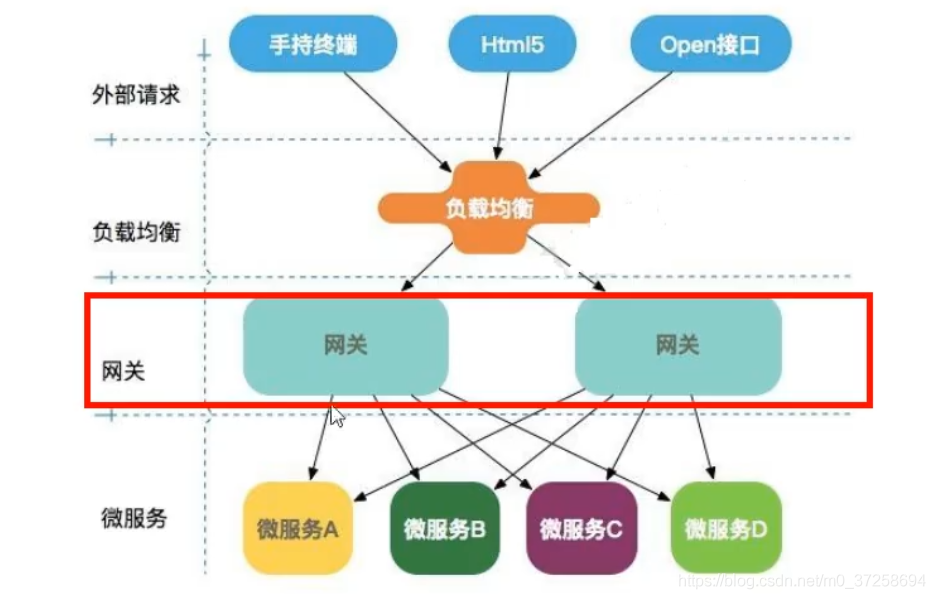 手持终端
Html5
Open接口
外部请求
负载均衡
负载均衡
网关
网关
网关
微服务
微服务A
微服务B
微服务C
微服务D
https://blog.csdn.net/m0_37258694